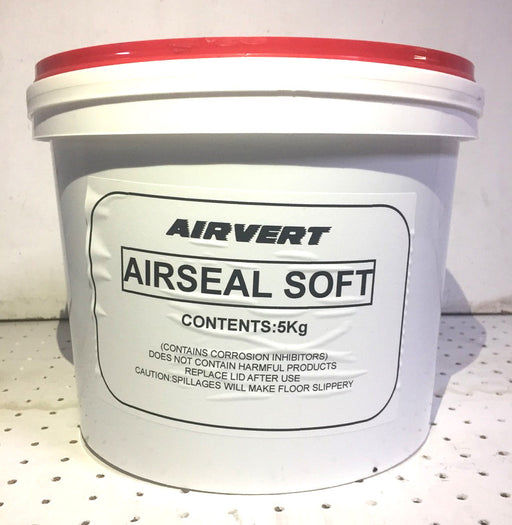 AIRVERT
AIRSEAL SOFT
CONTENTS:5Kg
(CONTAINS CORROSION INHIBITORS)
DOES NOT CONTAIN HARMFUL PRODUCTS
REPLACE LID AFTER USE
CAUTION:SPILLAGES WILL MAKE FLOOR SLIPPERY